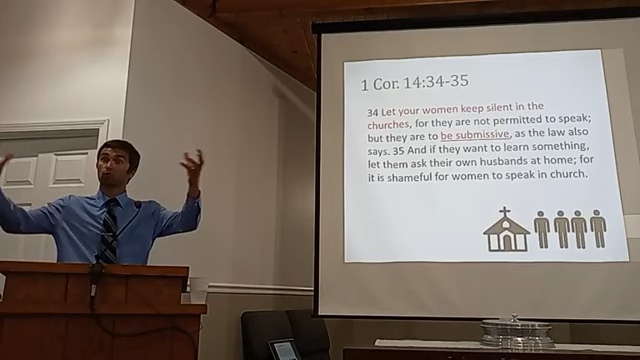 1 Cor. 14:34-35
34 Let your women keep silent in the
churches, for they are not permitted to speak;
but they are to be submissive, as the law also
says. 35 And if they want to learn something,
let them ask their own husbands at home; for
it is shameful for women to speak in church.